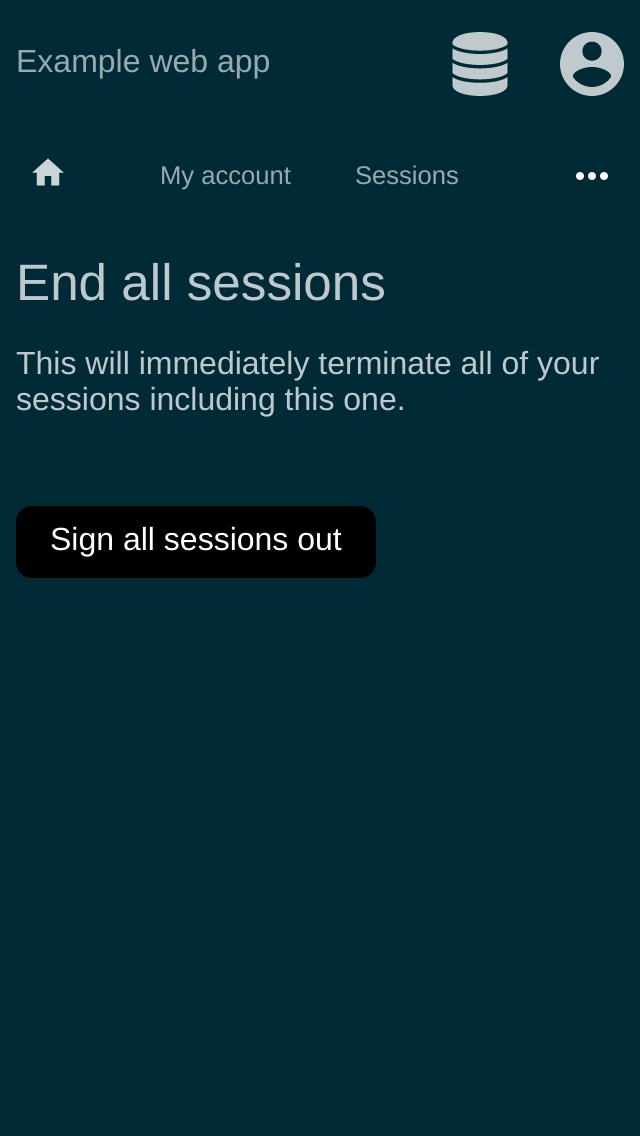 Example web app
My account
Sessions
End all sessions
This will immediately terminate all of your
sessions including this one.
Sign all sessions out